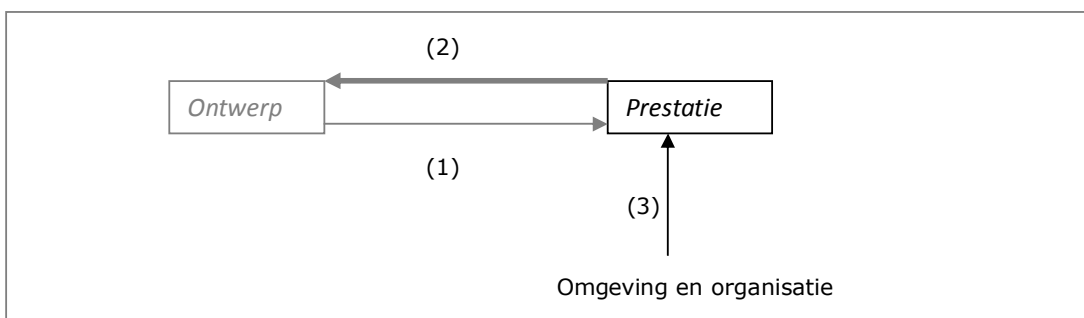 (2)
Ontwerp
Prestatie
(1)
(3)
Omgeving en organisatie